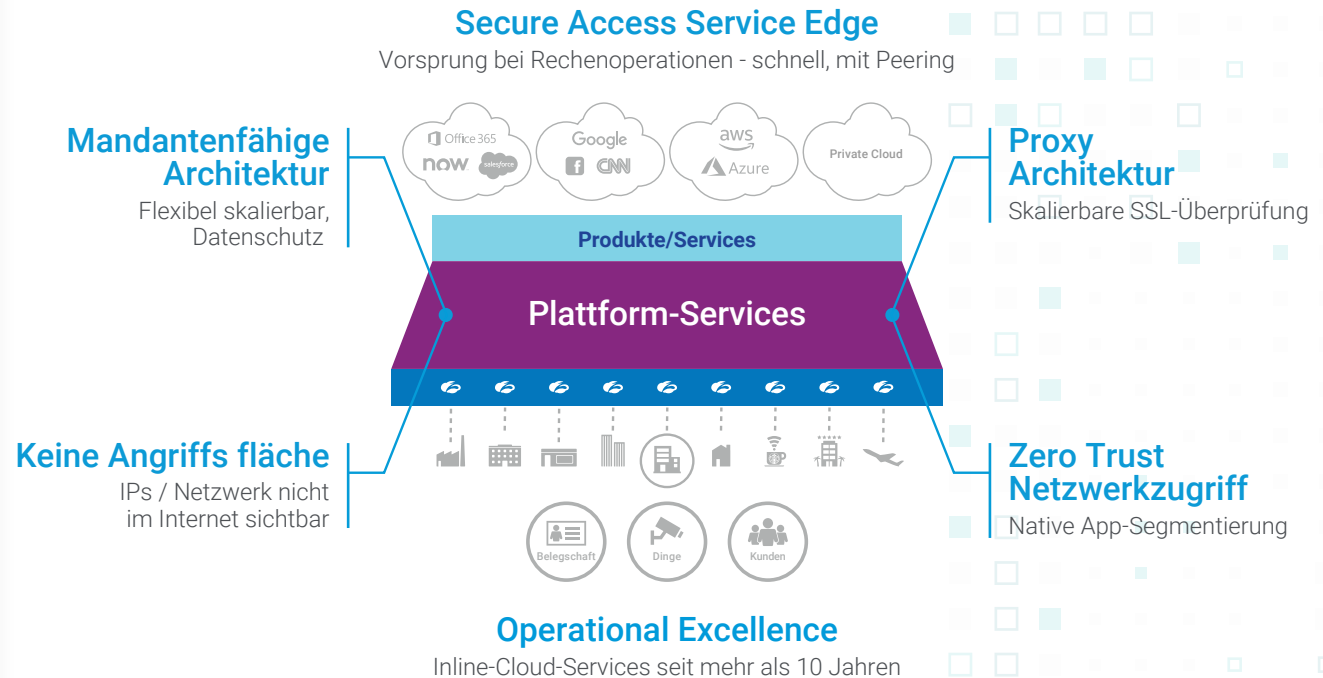 Secure Access Service Edge
Vorsprung bei Rechenoperationen - schnell, mit Peering
Mandantenfähige
Architektur
Flexibel skalierbar,
Datenschutz
Office 365
now
salesforce
Google
f
CNN
aws
Azure
Private Cloud
Proxy
Architektur
Skalierbare SSL-Überprüfung
Produkte/Services
Plattform-Services
Keine Angriffs fläche
IPs / Netzwerk nicht
im Internet sichtbar
Zero Trust
Netzwerkzugriff
Native App-Segmentierung
Belegschaft
Dinge
Kunden
Operational Excellence
Inline-Cloud-Services seit mehr als 10 Jahren